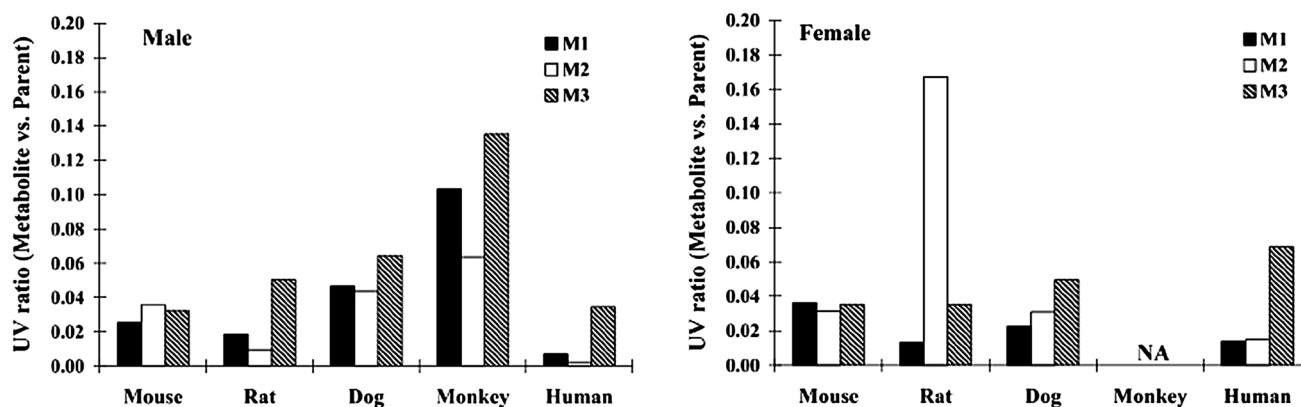 UV ratio (Metabolite vs. Parent)
0.20
0.18
0.16
0.14
0.12
0.10
0.08
0.06
0.04
0.02
0.00
Male
M1
M2
M3
Mouse Rat Dog Monkey Human
UV ratio (Metabolite vs. Parent)
0.20
0.18
0.16
0.14
0.12
0.10
0.08
0.06
0.04
0.02
0.00
Female
M1
M2
M3
NA
Mouse Rat Dog Monkey Human